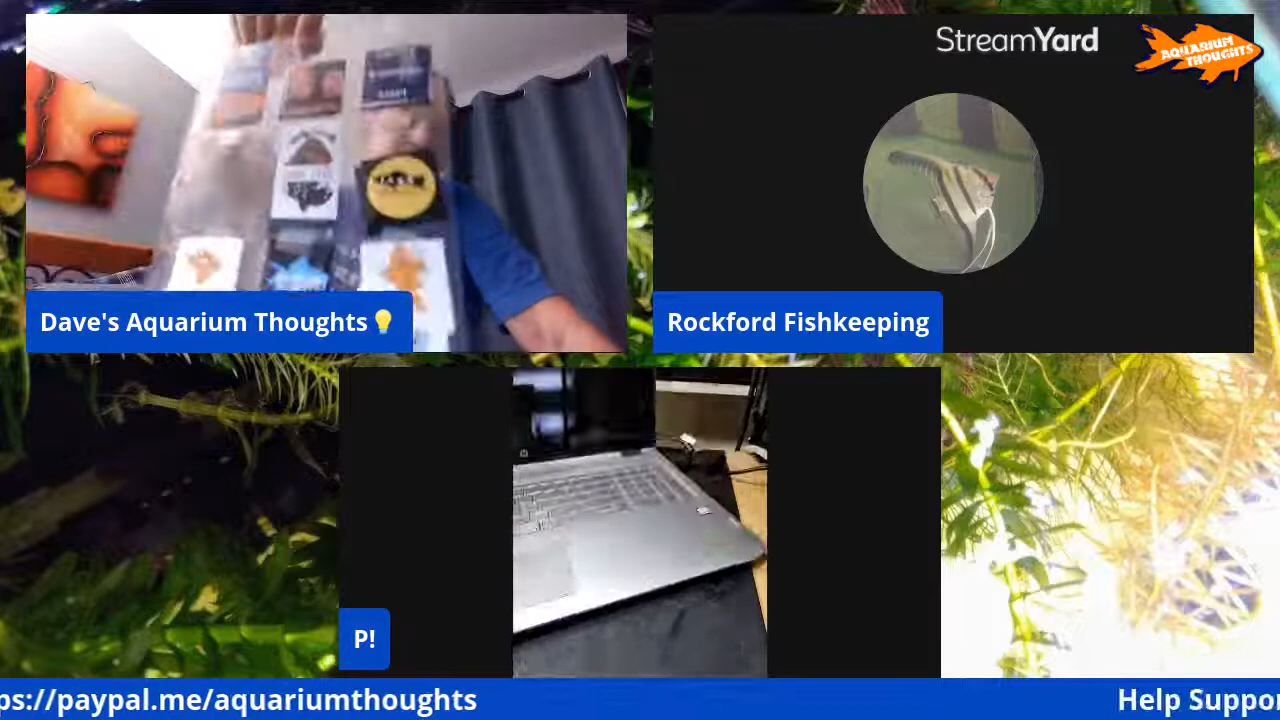 StreamYard
AQUARIUM
THOUGHTS
Dave's Aquarium Thoughts💡
Rockford Fishkeeping
P!
ps://paypal.me/aquariumthoughts
Help Suppor